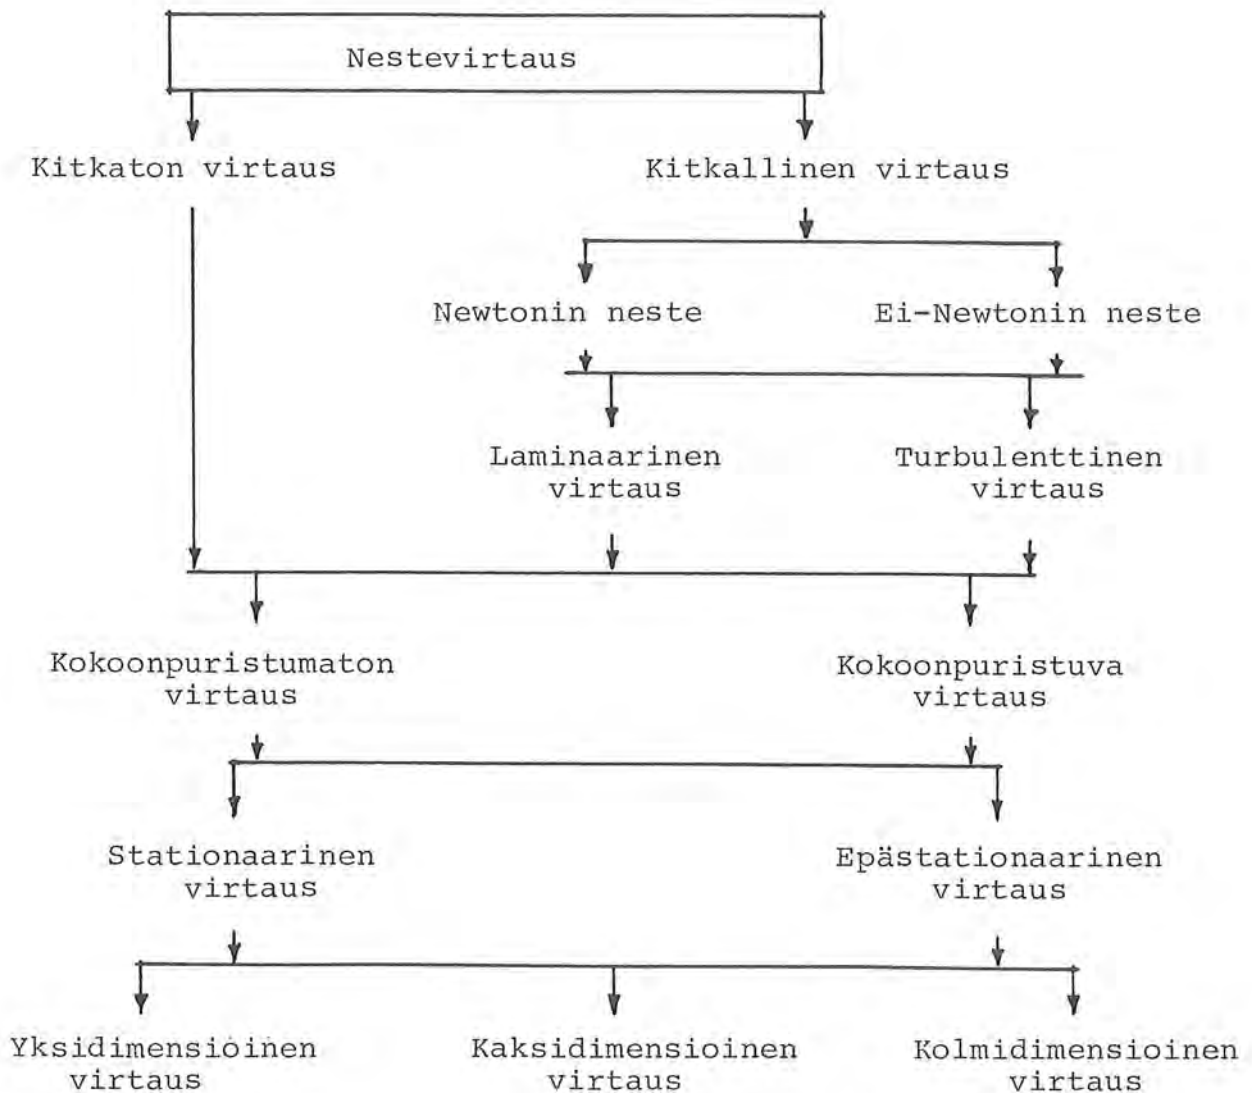 Nestevirtaus
Kitkaton virtaus
Kitkallinen virtaus
Newtonin neste
Ei-Newtonin neste
Laminaarinen
virtaus
Turbulenttinen
virtaus
Kokoonpuristumaton
virtaus
Kokoonpuristuva
virtaus
Stationaarinen
virtaus
Epästationaarinen
virtaus
Yksidimensioinen
virtaus
Kaksidimensioinen
virtaus
Kolmidimensioinen
virtaus